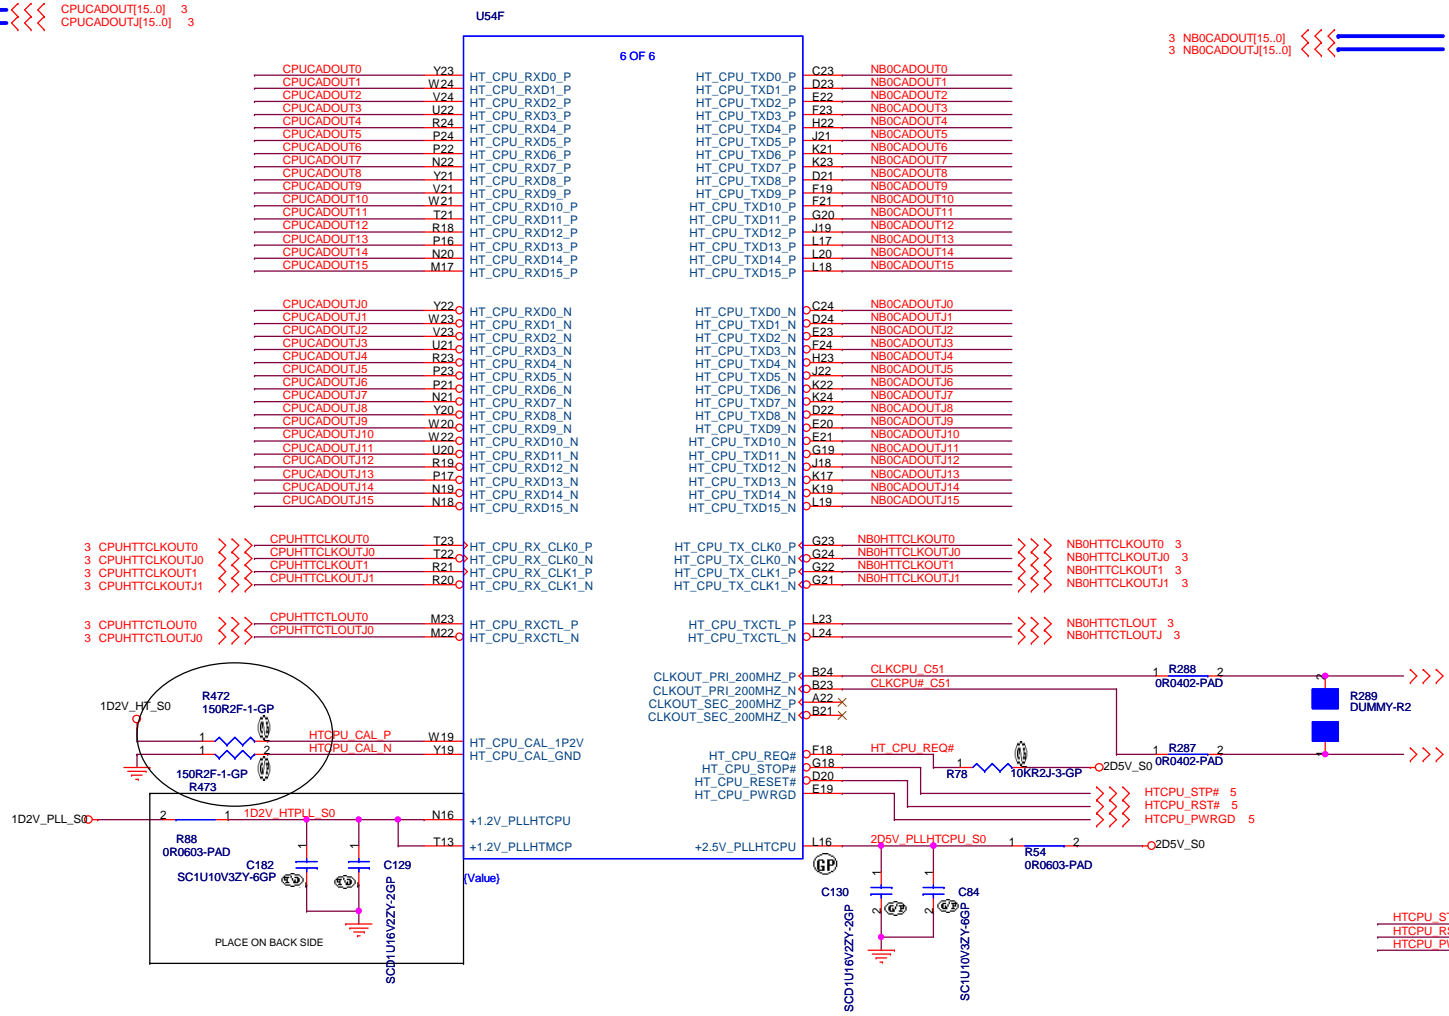 CPUCADOUT[15..0] 3
CPUCADOUTJ[15..0] 3
U54F
3 NB0CADOUT[15..0]
3 NB0CADOUTJ[15..0]
6 OF 6
CPUCADOUT0 Y23 HT_CPU_RXD0_P HT_CPU_TXD0_P C23 NB0CADOUT0
CPUCADOUT1 W24 HT_CPU_RXD1_P HT_CPU_TXD1_P D23 NB0CADOUT1
CPUCADOUT2 V24 HT_CPU_RXD2_P HT_CPU_TXD2_P E22 NB0CADOUT2
CPUCADOUT3 U22 HT_CPU_RXD3_P HT_CPU_TXD3_P F23 NB0CADOUT3
CPUCADOUT4 R24 HT_CPU_RXD4_P HT_CPU_TXD4_P H22 NB0CADOUT4
CPUCADOUT5 P24 HT_CPU_RXD5_P HT_CPU_TXD5_P J21 NB0CADOUT5
CPUCADOUT6 P22 HT_CPU_RXD6_P HT_CPU_TXD6_P K21 NB0CADOUT6
CPUCADOUT7 N22 HT_CPU_RXD7_P HT_CPU_TXD7_P K23 NB0CADOUT7
CPUCADOUT8 Y21 HT_CPU_RXD8_P HT_CPU_TXD8_P D21 NB0CADOUT8
CPUCADOUT9 V21 HT_CPU_RXD9_P HT_CPU_TXD9_P F19 NB0CADOUT9
CPUCADOUT10 W21 HT_CPU_RXD10_P HT_CPU_TXD10_P F21 NB0CADOUT10
CPUCADOUT11 T21 HT_CPU_RXD11_P HT_CPU_TXD11_P G20 NB0CADOUT11
CPUCADOUT12 R18 HT_CPU_RXD12_P HT_CPU_TXD12_P J19 NB0CADOUT12
CPUCADOUT13 P16 HT_CPU_RXD13_P HT_CPU_TXD13_P L17 NB0CADOUT13
CPUCADOUT14 N20 HT_CPU_RXD14_P HT_CPU_TXD14_P L20 NB0CADOUT14
CPUCADOUT15 M17 HT_CPU_RXD15_P HT_CPU_TXD15_P L18 NB0CADOUT15
CPUCADOUTJ0 Y22 HT_CPU_RXD0_N HT_CPU_TXD0_N C24 NB0CADOUTJ0
CPUCADOUTJ1 W23 HT_CPU_RXD1_N HT_CPU_TXD1_N D24 NB0CADOUTJ1
CPUCADOUTJ2 V23 HT_CPU_RXD2_N HT_CPU_TXD2_N E23 NB0CADOUTJ2
CPUCADOUTJ3 U21 HT_CPU_RXD3_N HT_CPU_TXD3_N F24 NB0CADOUTJ3
CPUCADOUTJ4 R23 HT_CPU_RXD4_N HT_CPU_TXD4_N H23 NB0CADOUTJ4
CPUCADOUTJ5 P23 HT_CPU_RXD5_N HT_CPU_TXD5_N J22 NB0CADOUTJ5
CPUCADOUTJ6 P21 HT_CPU_RXD6_N HT_CPU_TXD6_N K22 NB0CADOUTJ6
CPUCADOUTJ7 N21 HT_CPU_RXD7_N HT_CPU_TXD7_N K24 NB0CADOUTJ7
CPUCADOUTJ8 Y20 HT_CPU_RXD8_N HT_CPU_TXD8_N D22 NB0CADOUTJ8
CPUCADOUTJ9 W20 HT_CPU_RXD9_N HT_CPU_TXD9_N E20 NB0CADOUTJ9
CPUCADOUTJ10 W22 HT_CPU_RXD10_N HT_CPU_TXD10_N E21 NB0CADOUTJ10
CPUCADOUTJ11 U20 HT_CPU_RXD11_N HT_CPU_TXD11_N G19 NB0CADOUTJ11
CPUCADOUTJ12 R19 HT_CPU_RXD12_N HT_CPU_TXD12_N J18 NB0CADOUTJ12
CPUCADOUTJ13 P17 HT_CPU_RXD13_N HT_CPU_TXD13_N K17 NB0CADOUTJ13
CPUCADOUTJ14 N19 HT_CPU_RXD14_N HT_CPU_TXD14_N K19 NB0CADOUTJ14
CPUCADOUTJ15 N18 HT_CPU_RXD15_N HT_CPU_TXD15_N L19 NB0CADOUTJ15
3 CPUHTTCLKOUT0 CPUHTTCLKOUT0 T23 HT_CPU_RX_CLK0_P HT_CPU_TX_CLK0_P G23 NB0HTTCLKOUT0 NB0HTTCLKOUT0 3
3 CPUHTTCLKOUTJ0 CPUHTTCLKOUTJ0 T22 HT_CPU_RX_CLK0_N HT_CPU_TX_CLK0_N G24 NB0HTTCLKOUTJ0 NB0HTTCLKOUTJ0 3
3 CPUHTTCLKOUT1 CPUHTTCLKOUT1 R21 HT_CPU_RX_CLK1_P HT_CPU_TX_CLK1_P G22 NB0HTTCLKOUT1 NB0HTTCLKOUT1 3
3 CPUHTTCLKOUTJ1 CPUHTTCLKOUTJ1 R20 HT_CPU_RX_CLK1_N HT_CPU_TX_CLK1_N G21 NB0HTTCLKOUTJ1 NB0HTTCLKOUTJ1 3
3 CPUHTTCTLOUT0 CPUHTTCTLOUT0 M23 HT_CPU_RXCTL_P HT_CPU_TXCTL_P L23 NB0HTTCTLOUT 3
3 CPUHTTCTLOUTJ0 CPUHTTCTLOUTJ0 M22 HT_CPU_RXCTL_N HT_CPU_TXCTL_N L24 NB0HTTCTLOUTJ 3
CLKOUT_PRI_200MHZ_P B24 CLKCPU_C51 1 R288 2
0R0402-PAD
CLKOUT_PRI_200MHZ_N B23 CLKCPU#_C51
CLKOUT_SEC_200MHZ_P A22
CLKOUT_SEC_200MHZ_N B21
2 R289
DUMMY-R2
1
1 R287 2
0R0402-PAD
R472
150R2F-1-GP
1D2V_HT_S0
1 2 HTCPU_CAL_P W19 HT_CPU_CAL_1P2V
1 2 HTCPU_CAL_N Y19 HT_CPU_CAL_GND
150R2F-1-GP
R473
HT_CPU_REQ# F18 HT_CPU_REQ#
HT_CPU_STOP# G18
HT_CPU_RESET# D20
HT_CPU_PWRGD E19
R78 10KR2J-3-GP 2D5V_S0
HTCPU_STP# 5
HTCPU_RST# 5
HTCPU_PWRGD 5
1D2V_PLL_S0 2 1 1D2V_HTPLL_S0 N16 +1.2V_PLLHTCPU
R88
0R0603-PAD
T13 +1.2V_PLLHTMCP
+2.5V_PLLHTCPU L16 2D5V_PLLHTCPU_S0 1 2 2D5V_S0
R54
0R0603-PAD
GP
1 C182
SC1U10V3ZY-6GP
2
1 C129
SCD1U16V2ZY-2GP
2
{Value}
C130 1
SCD1U16V2ZY-2GP
2 G/P
1 C84
SC1U10V3ZY-6GP
2 G/P
PLACE ON BACK SIDE
HTCPU_ST
HTCPU_RS
HTCPU_PW